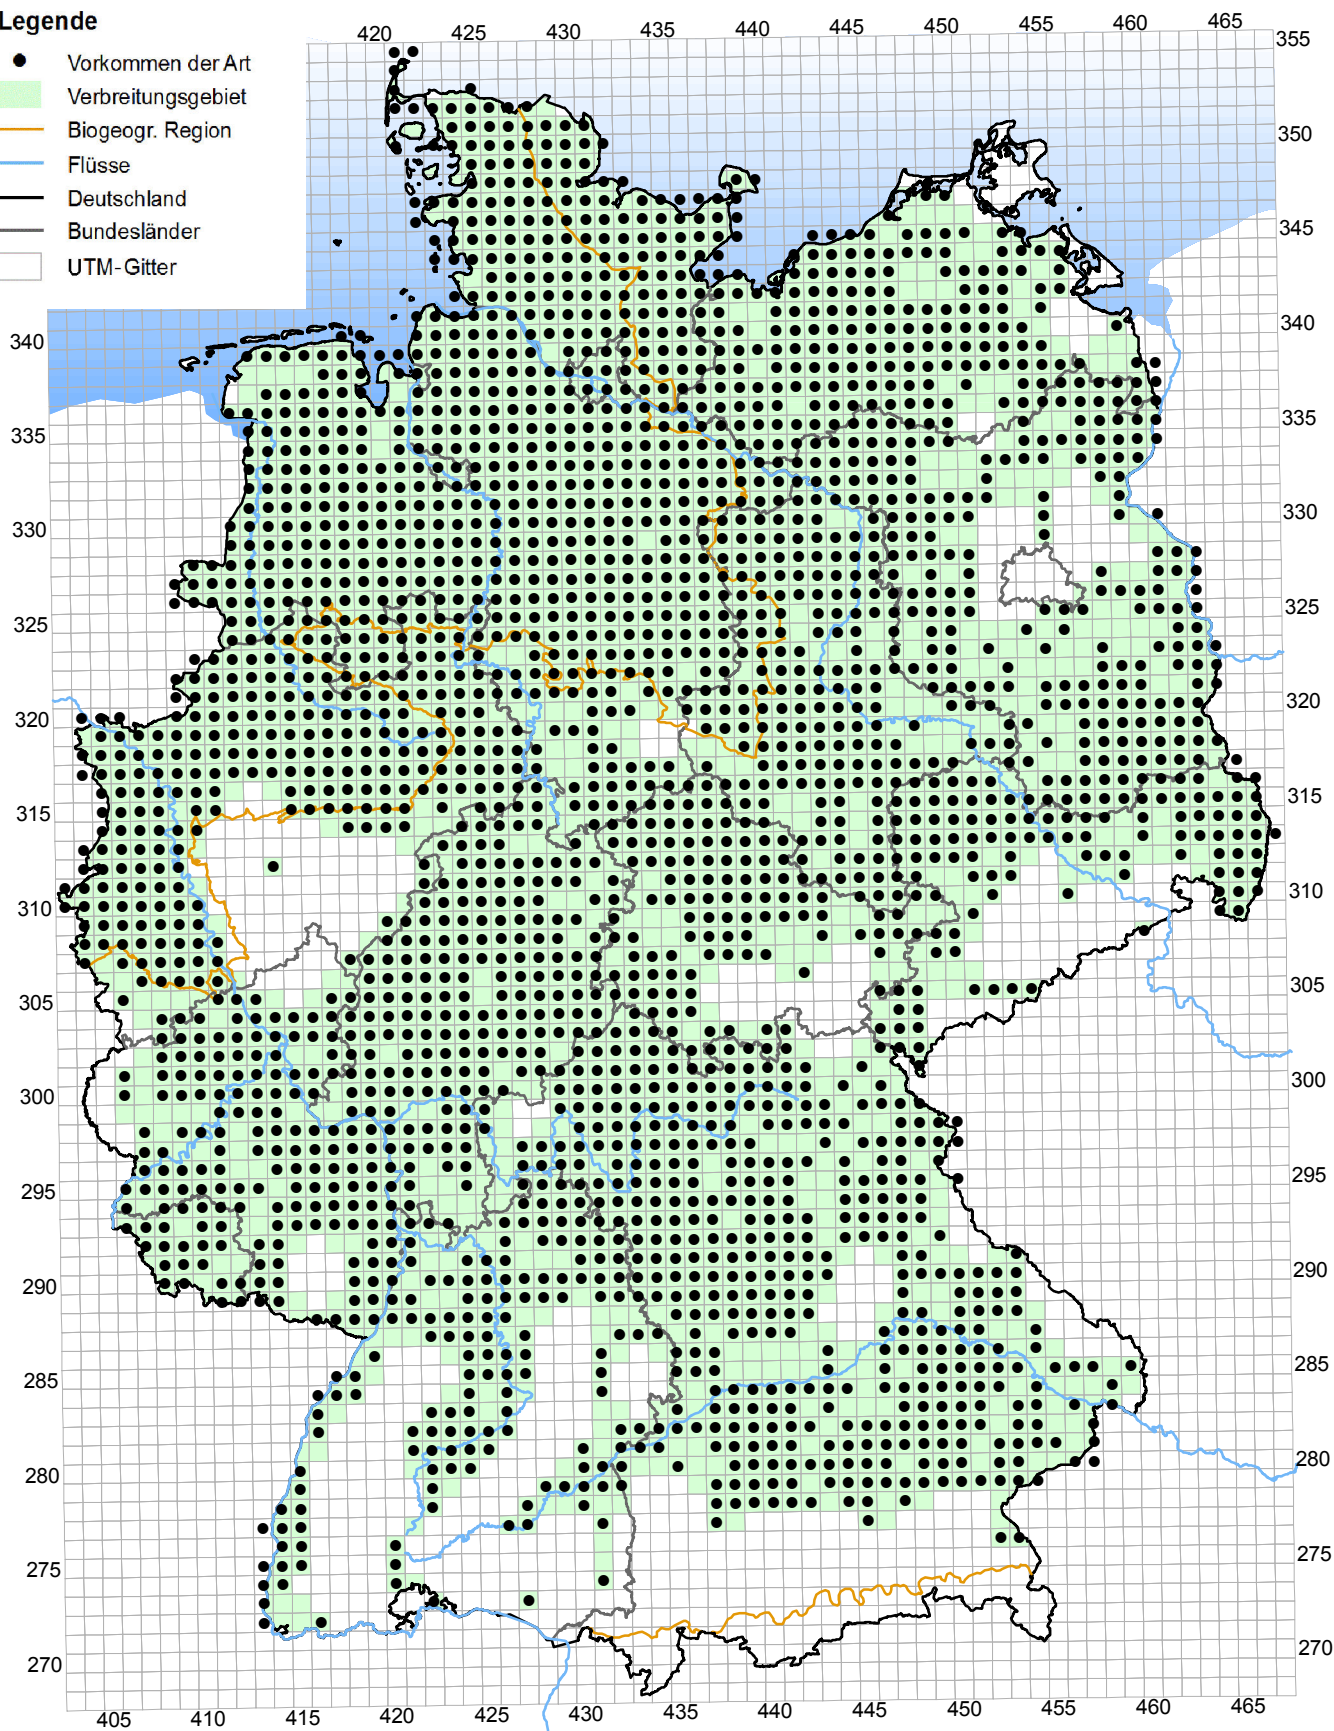 Legende
Vorkommen der Art
Verbreitungsgebiet
Biogeogr. Region
Flüsse
Deutschland
Bundesländer
UTM-Gitter
420 425 430 435 440 445 450 455 460 465
355
350
345
340 340
335 335
330 330
325 325
320 320
315 315
310 310
305 305
300 300
295 295
290 290
285 285
280 280
275 275
270 270
405 410 415 420 425 430 435 440 445 450 455 460 465